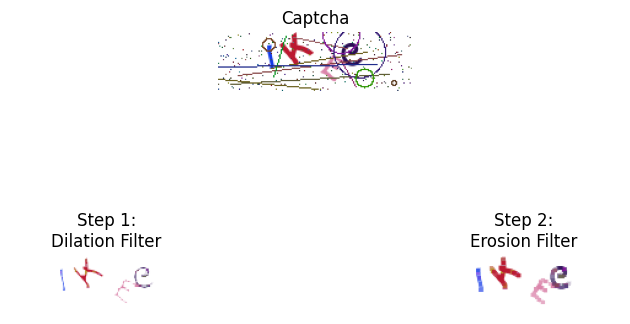 Captcha
Step 1:
Dilation Filter
Step 2:
Erosion Filter